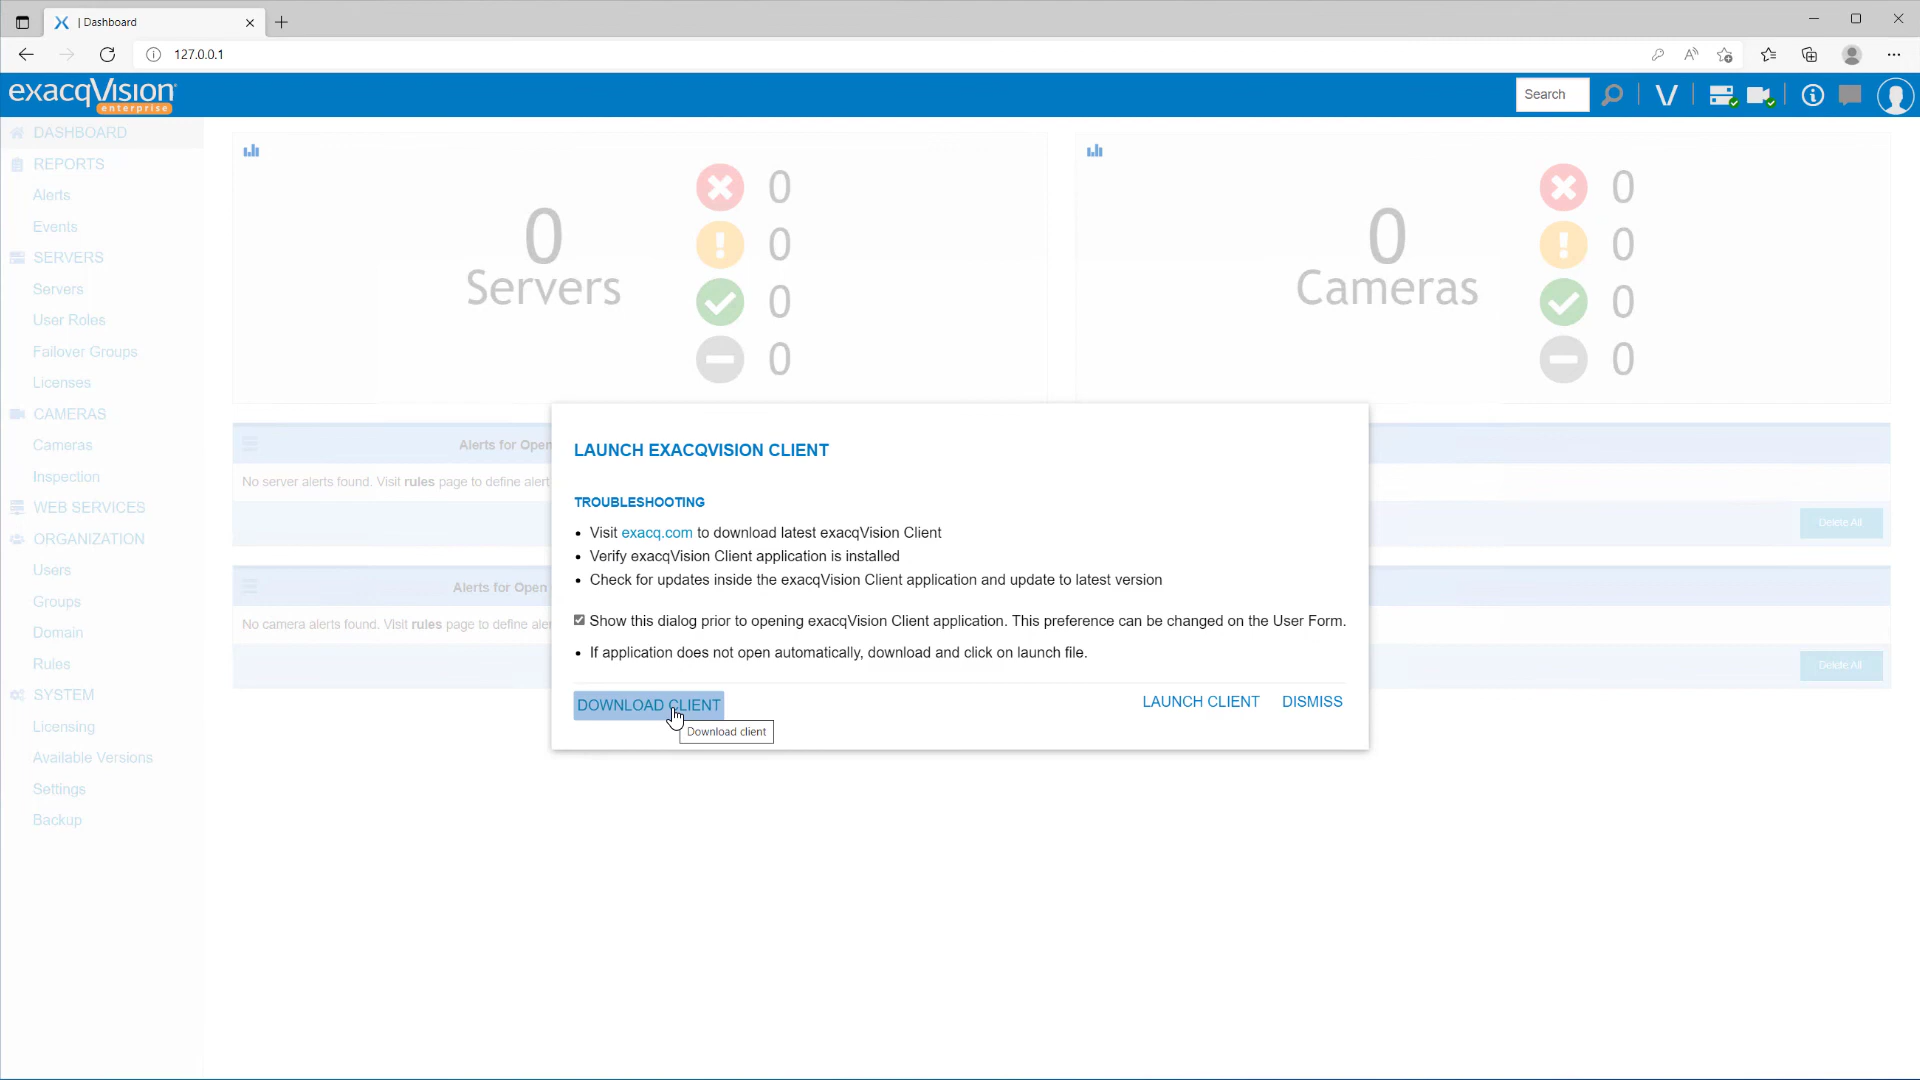 | Dashboard
127.0.0.1
exacqVision
enterprise
Search
DASHBOARD
REPORTS
Alerts
Events
SERVERS
Servers
User Roles
Failover Groups
Licenses
CAMERAS
Cameras
Inspection
WEB SERVICES
ORGANIZATION
Users
Groups
Domain
Rules
SYSTEM
Licensing
Available Versions
Settings
Backup
0
Servers
0
0
0
0
0
Cameras
0
0
0
0
Alerts for Open
No server alerts found. Visit rules page to define alert
Delete All
Alerts for Open
No camera alerts found. Visit rules page to define aler
Delete All
LAUNCH EXACQVISION CLIENT
TROUBLESHOOTING
• Visit exacq.com to download latest exacqVision Client
• Verify exacqVision Client application is installed
• Check for updates inside the exacqVision Client application and update to latest version
Show this dialog prior to opening exacqVision Client application. This preference can be changed on the User Form.
• If application does not open automatically, download and click on launch file.
DOWNLOAD CLIENT
LAUNCH CLIENT
DISMISS
Download client